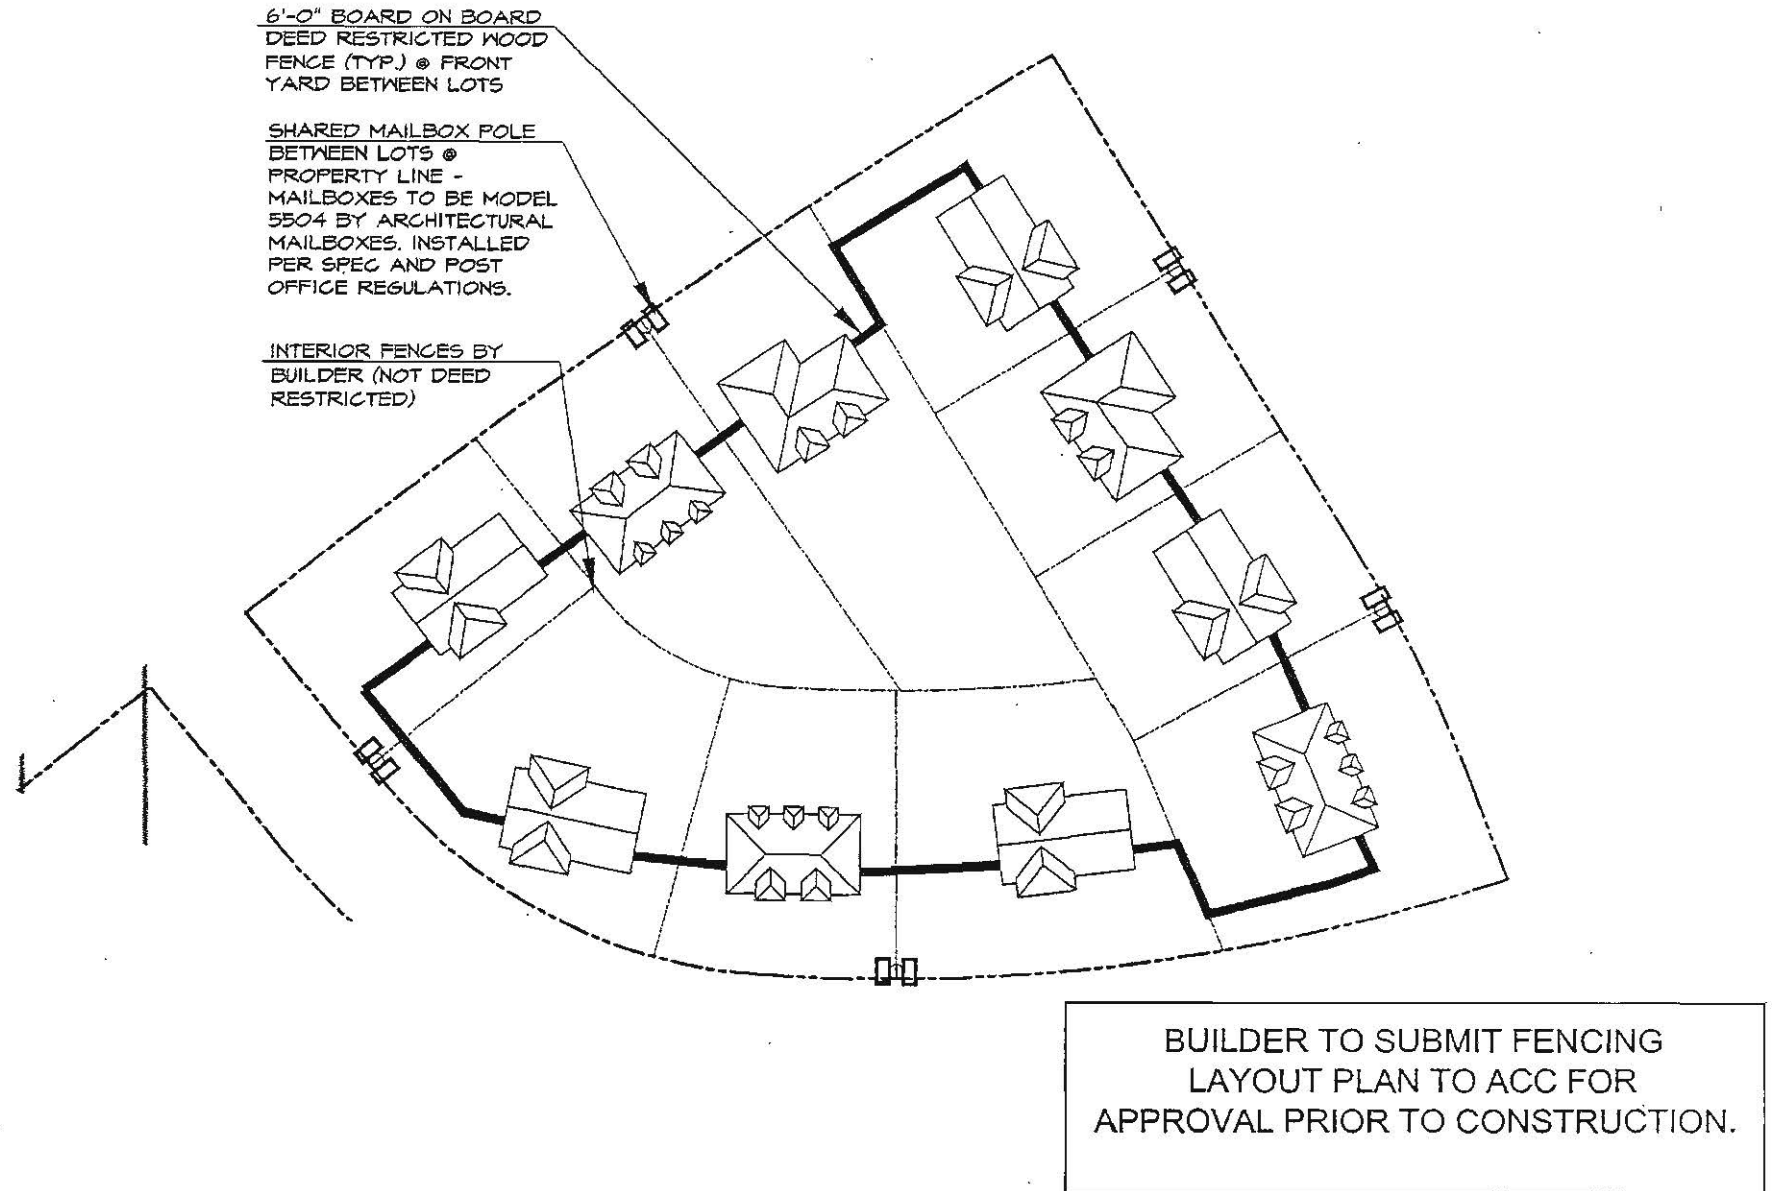 6'-0" BOARD ON BOARD
DEED RESTRICTED WOOD
FENCE (TYP.) @ FRONT
YARD BETWEEN LOTS
SHARED MAILBOX POLE
BETWEEN LOTS @
PROPERTY LINE -
MAILBOXES TO BE MODEL
5504 BY ARCHITECTURAL
MAILBOXES. INSTALLED
PER SPEC AND POST
OFFICE REGULATIONS.
INTERIOR FENCES BY
BUILDER (NOT DEED
RESTRICTED)
BUILDER TO SUBMIT FENCING
LAYOUT PLAN TO ACC FOR
APPROVAL PRIOR TO CONSTRUCTION.